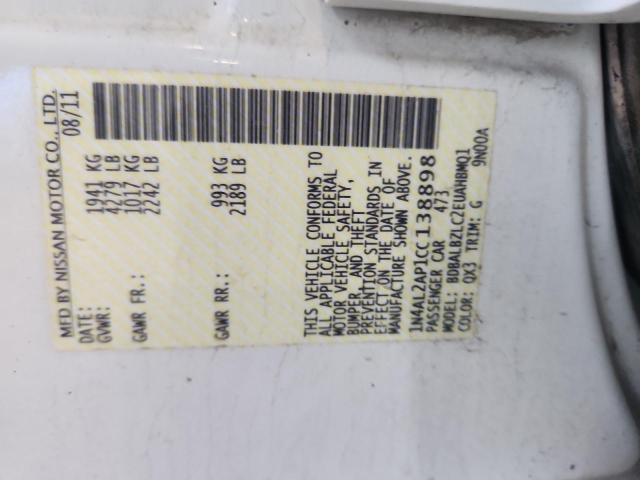 MFD BY NISSAN MOTOR CO., LTD.
DATE: 08/11
GVWR: 1941 KG
4279 LB
GAWR FR.: 1017 KG
2242 LB
GAWR RR.: 993 KG
2189 LB
THIS VEHICLE CONFORMS TO
ALL APPLICABLE FEDERAL
MOTOR VEHICLE SAFETY,
BUMPER, AND THEFT
PREVENTION STANDARDS IN
EFFECT ON THE DATE OF
MANUFACTURE SHOWN ABOVE.
1N4AL2AP1CC138898
PASSENGER CAR 473
MODEL: BDBALBZLC2EUAHBMQ1
COLOR: QX3 TRIM: G 9N00A